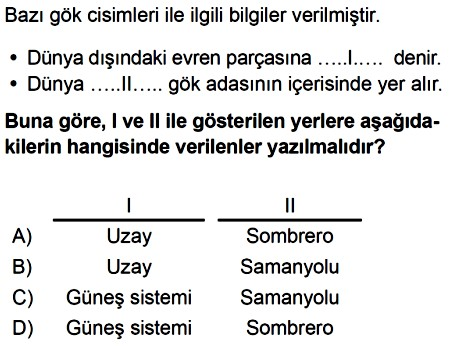 Bazı gök cisimleri ile ilgili bilgiler verilmiştir.
• Dünya dışındaki evren parçasına .....I..... denir.
• Dünya .....II..... gök adasının içerisinde yer alır.
Buna göre, I ve II ile gösterilen yerlere aşağıda-
kilerin hangisinde verilenler yazılmalıdır?
I II
A) Uzay Sombrero
B) Uzay Samanyolu
C) Güneş sistemi Samanyolu
D) Güneş sistemi Sombrero